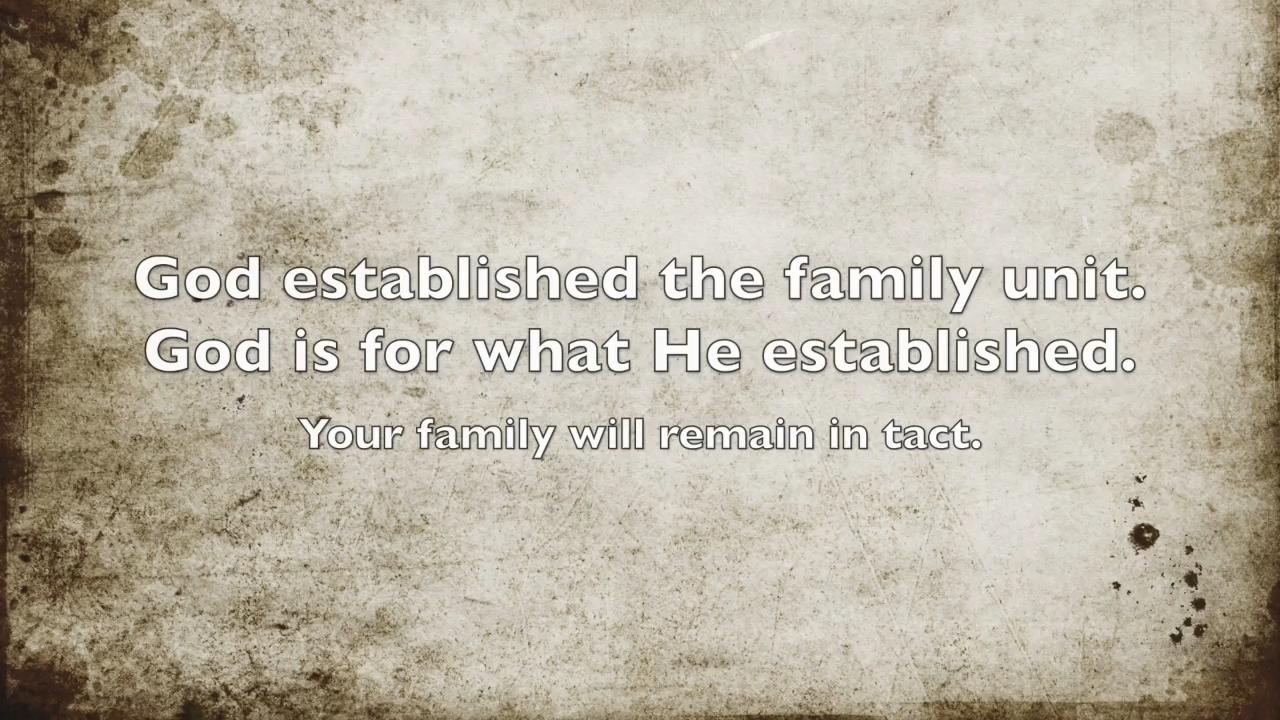 God established the family unit.
God is for what He established.
Your family will remain in tact.